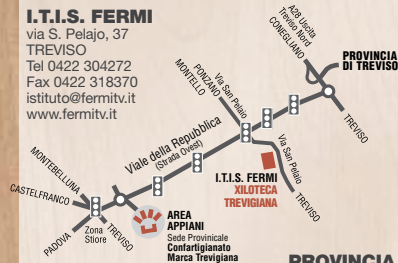 I.T.I.S. FERMI
via S. Pelajo, 37
TREVISO
Tel 0422 304272
Fax 0422 318370
istituto@fermitv.it
www.fermitv.it
A28 Uscita
Treviso Nord
CONEGLIANO
PROVINCIA
DI TREVISO
PONZANO
MONTELLO
Via San Pelaio
TREVISO
Viale della Repubblica
(Strada Ovest)
Via San Pelaio
I.T.I.S. FERMI
XILOTECA
TREVIGIANA
TREVISO
MONTEBELLUNA
CASTELFRANCO
PADOVA
Zona
Stiore
TREVISO
AREA
APPIANI
Sede Provinicale
Confartigianato
Marca Trevigiana
PROVINCIA